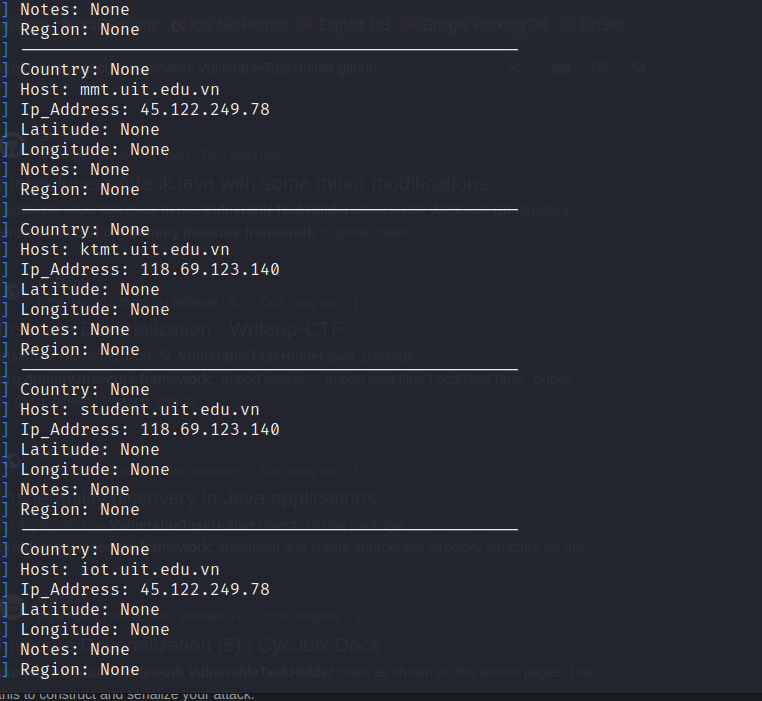 ] Notes: None
] Region: None
] ──────────────────────────────────────────────────
] Country: None
] Host: mmt.uit.edu.vn
] Ip_Address: 45.122.249.78
] Latitude: None
] Longitude: None
] Notes: None
] Region: None
] ──────────────────────────────────────────────────
] Country: None
] Host: ktmt.uit.edu.vn
] Ip_Address: 118.69.123.140
] Latitude: None
] Longitude: None
] Notes: None
] Region: None
] ──────────────────────────────────────────────────
] Country: None
] Host: student.uit.edu.vn
] Ip_Address: 118.69.123.140
] Latitude: None
] Longitude: None
] Notes: None
] Region: None
] ──────────────────────────────────────────────────
] Country: None
] Host: iot.uit.edu.vn
] Ip_Address: 45.122.249.78
] Latitude: None
] Longitude: None
] Notes: None
] Region: None
this to construct and serialize your attack.